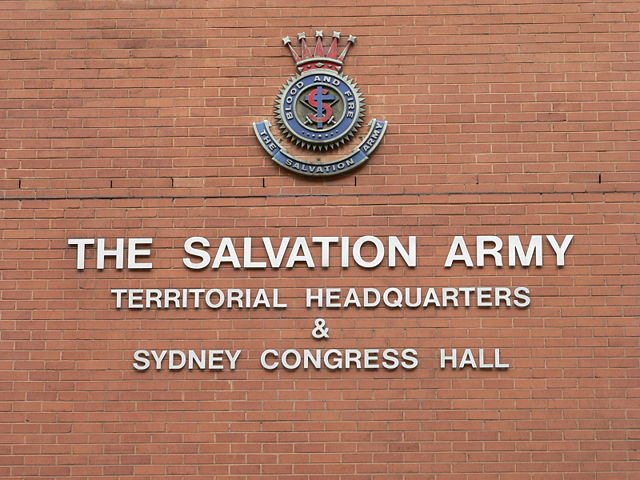 BLOOD AND FIRE
S
THE SALVATION ARMY
THE SALVATION ARMY
TERRITORIAL HEADQUARTERS
&
SYDNEY CONGRESS HALL